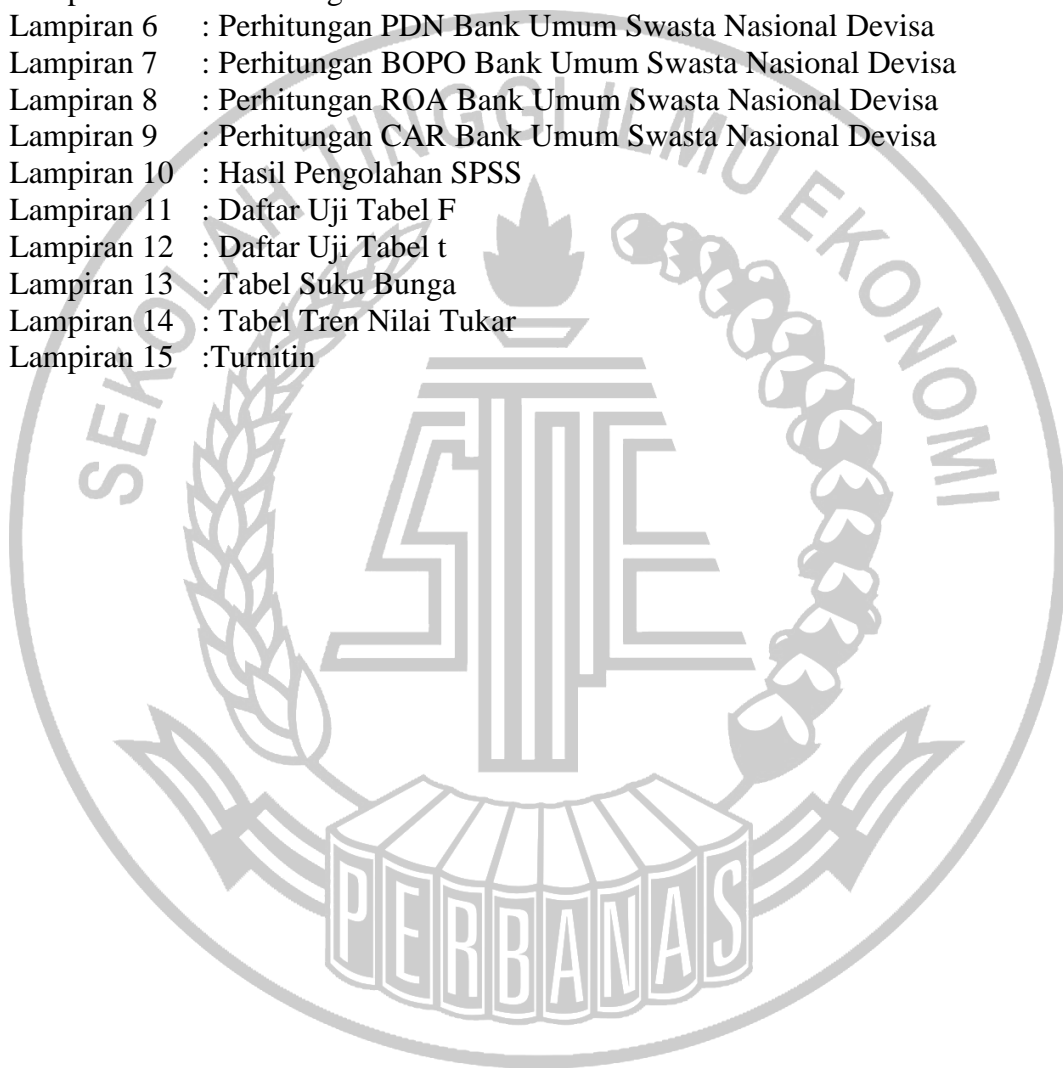 Lampiran 6 : Perhitungan PDN Bank Umum Swasta Nasional Devisa
Lampiran 7 : Perhitungan BOPO Bank Umum Swasta Nasional Devisa
Lampiran 8 : Perhitungan ROA Bank Umum Swasta Nasional Devisa
Lampiran 9 : Perhitungan CAR Bank Umum Swasta Nasional Devisa
Lampiran 10 : Hasil Pengolahan SPSS
Lampiran 11 : Daftar Uji Tabel F
Lampiran 12 : Daftar Uji Tabel t
Lampiran 13 : Tabel Suku Bunga
Lampiran 14 : Tabel Tren Nilai Tukar
Lampiran 15 :Turnitin
SEKOLAH TINGGI ILMU EKONOMI
STIE
PERBANAS